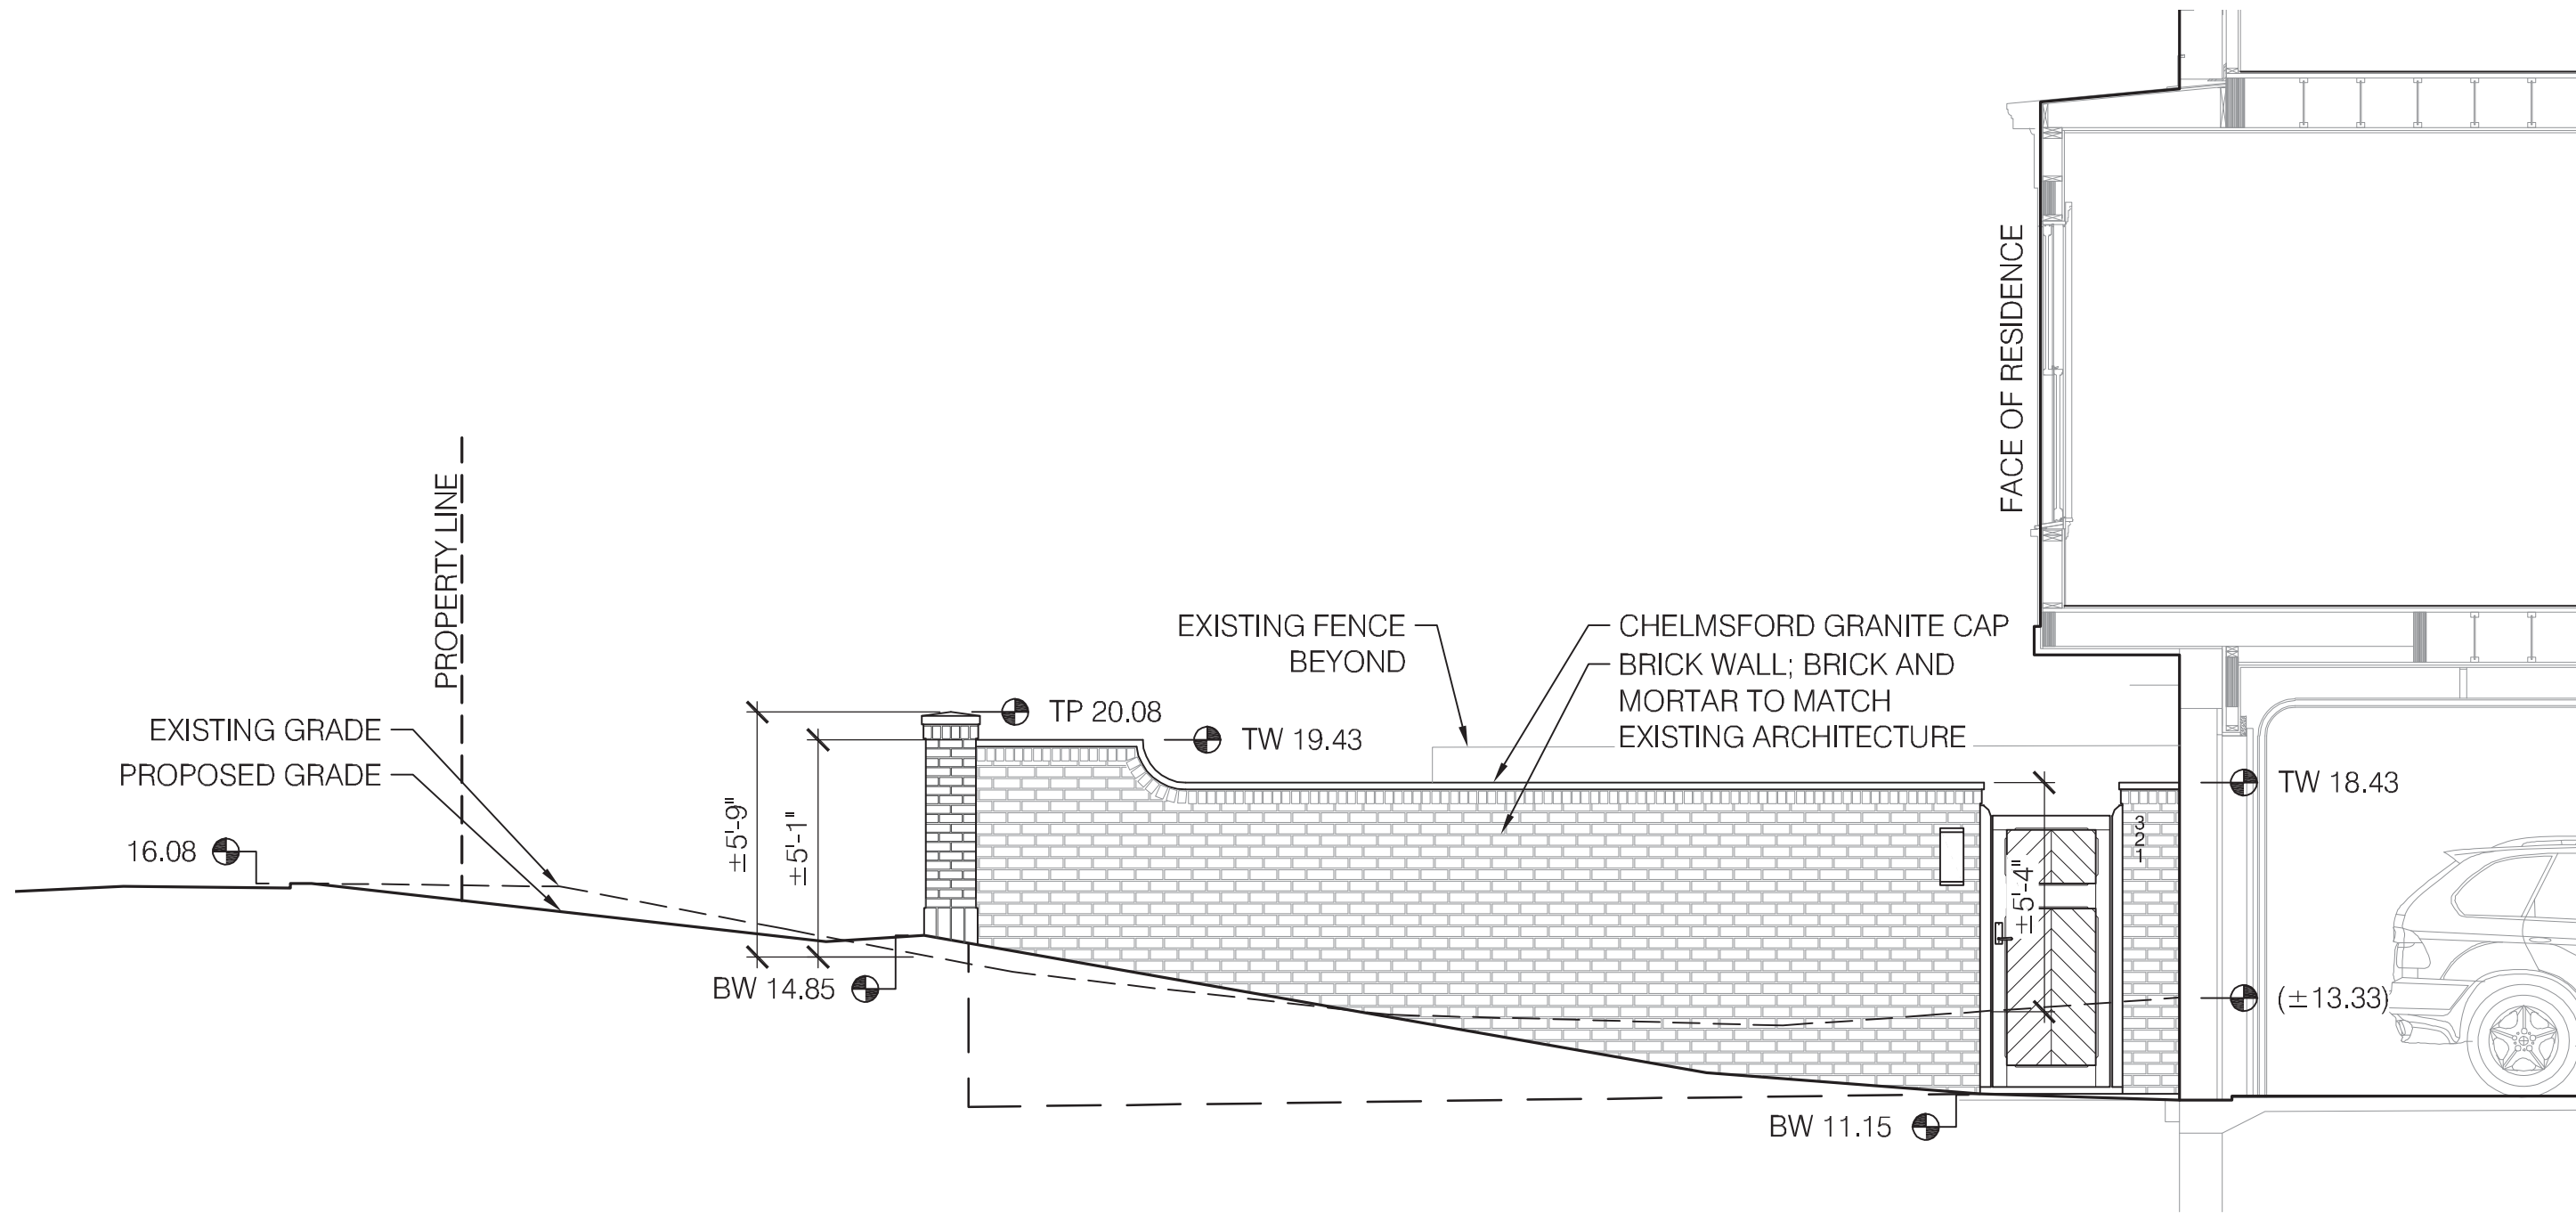 FACE OF RESIDENCE
PROPERTY LINE
EXISTING FENCE
BEYOND
CHELMSFORD GRANITE CAP
BRICK WALL; BRICK AND
MORTAR TO MATCH
EXISTING ARCHITECTURE
EXISTING GRADE
PROPOSED GRADE
TP 20.08
TW 19.43
TW 18.43
16.08
±5'-9"
±5'-1"
±5'-4"
3
2
1
BW 14.85
(±13.33)
BW 11.15